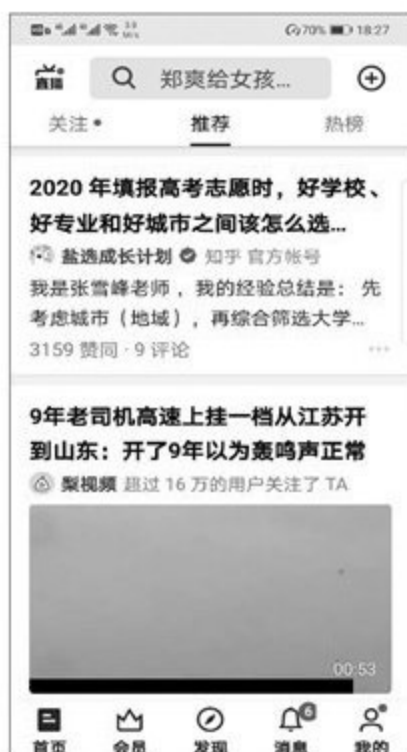 70% 18:27
直播
郑爽给女孩...
关注 推荐 热榜
2020 年填报高考志愿时，好学校、
好专业和好城市之间该怎么选...
盐选成长计划 知乎 官方帐号
我是张雪峰老师，我的经验总结是： 先
考虑城市（地域），再综合筛选大学...
3159 赞同 · 9 评论
9年老司机高速上挂一档从江苏开
到山东：开了9年以为轰鸣声正常
梨视频 超过 16 万的用户关注了 TA
00:53
6
首页 会员 发现 消息 我的